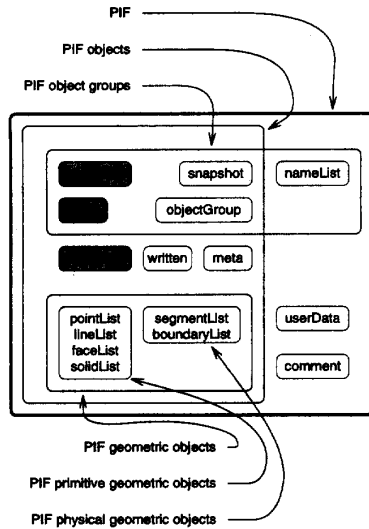 PIF
PIF objects
PIF object groups
snapshot
nameList
objectGroup
written
meta
pointList
lineList
faceList
solidList
segmentList
boundaryList
userData
comment
PIF geometric objects
PIF primitive geometric objects
PIF physical geometric objects